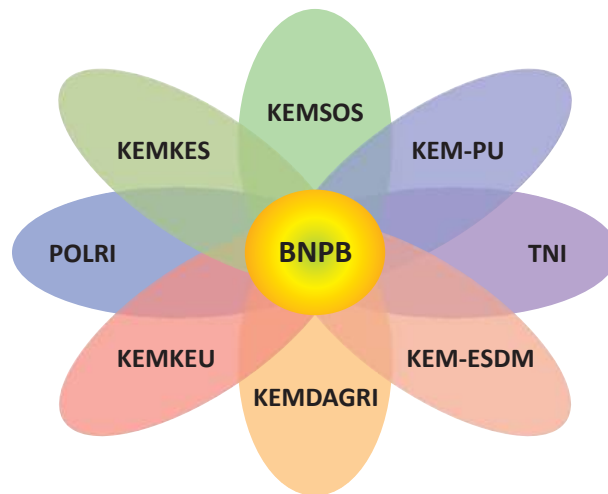 KEMSOS
KEMKES
KEM-PU
POLRI
BNPB
TNI
KEMKEU
KEM-ESDM
KEMDAGRI